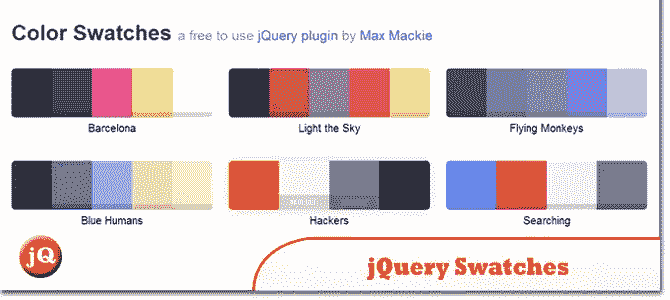 Color Swatches a free to use jQuery plugin by Max Mackie
Barcelona
Light the Sky
Flying Monkeys
Blue Humans
Hackers
Searching
jQ
jQuery Swatches